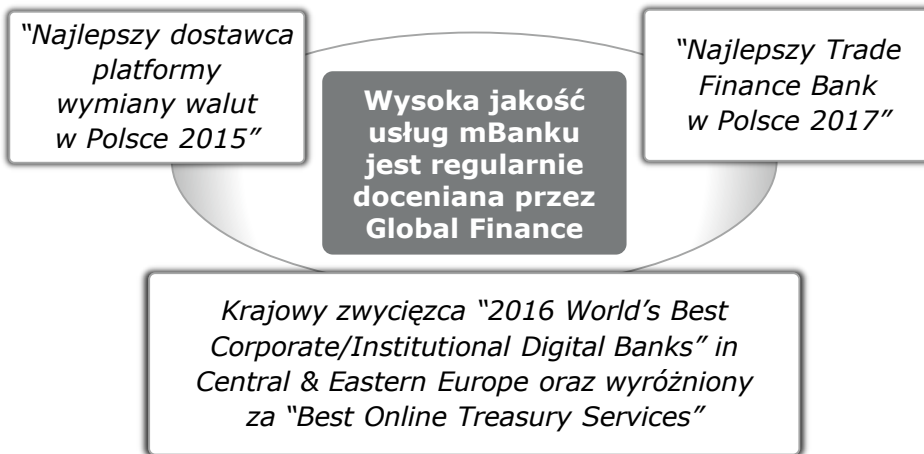 “Najlepszy dostawca
platformy
wymiany walut
w Polsce 2015”
Wysoka jakość
usług mBanku
jest regularnie
doceniana przez
Global Finance
“Najlepszy Trade
Finance Bank
w Polsce 2017”
Krajowy zwycięzca “2016 World’s Best
Corporate/Institutional Digital Banks” in
Central & Eastern Europe oraz wyróżniony
za “Best Online Treasury Services”